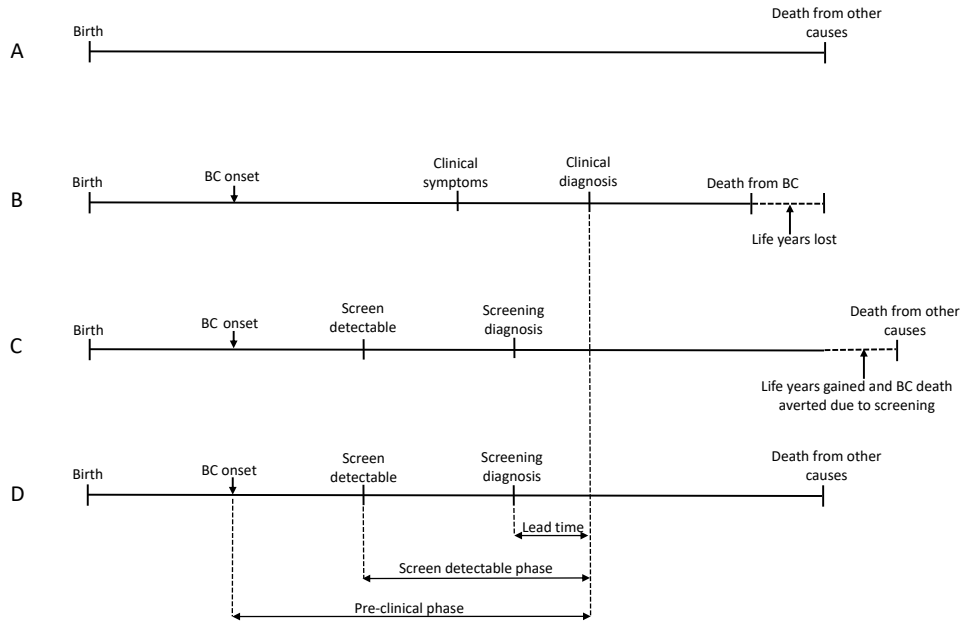 Death from other
causes
Birth
A
Clinical
symptoms
Clinical
diagnosis
BC onset
Birth
Death from BC
B
Life years lost
Screen
detectable
Screening
diagnosis
Death from other
causes
BC onset
Birth
C
Life years gained and BC death
averted due to screening
Screen
detectable
Screening
diagnosis
Death from other
causes
BC onset
Birth
D
Lead time
Screen detectable phase
Pre-clinical phase